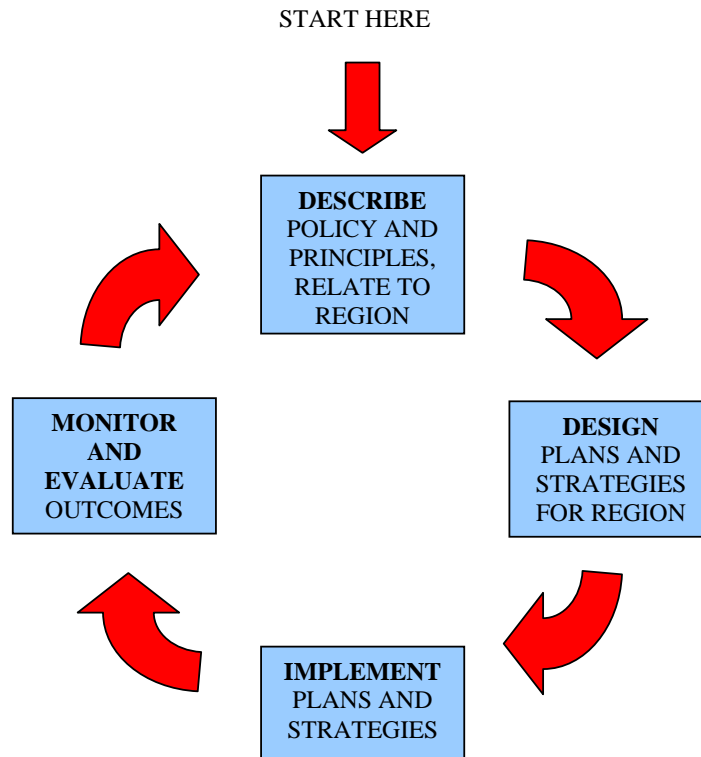 START HERE
DESCRIBE
POLICY AND
PRINCIPLES,
RELATE TO
REGION
DESIGN
PLANS AND
STRATEGIES
FOR REGION
IMPLEMENT
PLANS AND
STRATEGIES
MONITOR
AND
EVALUATE
OUTCOMES